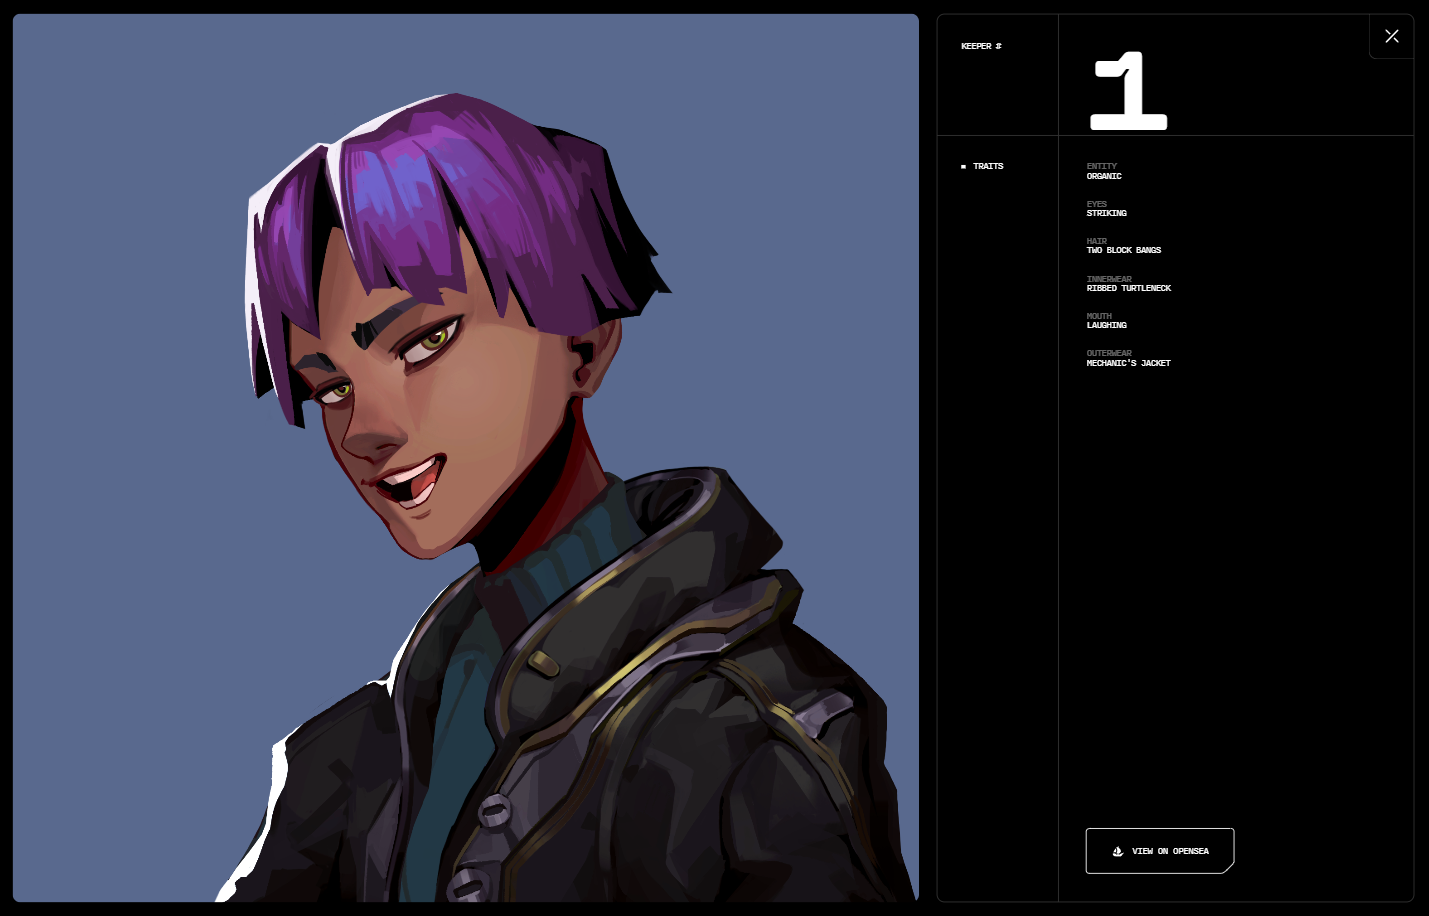 KEEPER #
1
TRAITS
ENTITY
ORGANIC
EYES
STRIKING
HAIR
TWO BLOCK BANGS
INNERWEAR
RIBBED TURTLENECK
MOUTH
LAUGHING
OUTERWEAR
MECHANIC'S JACKET
VIEW ON OPENSEA